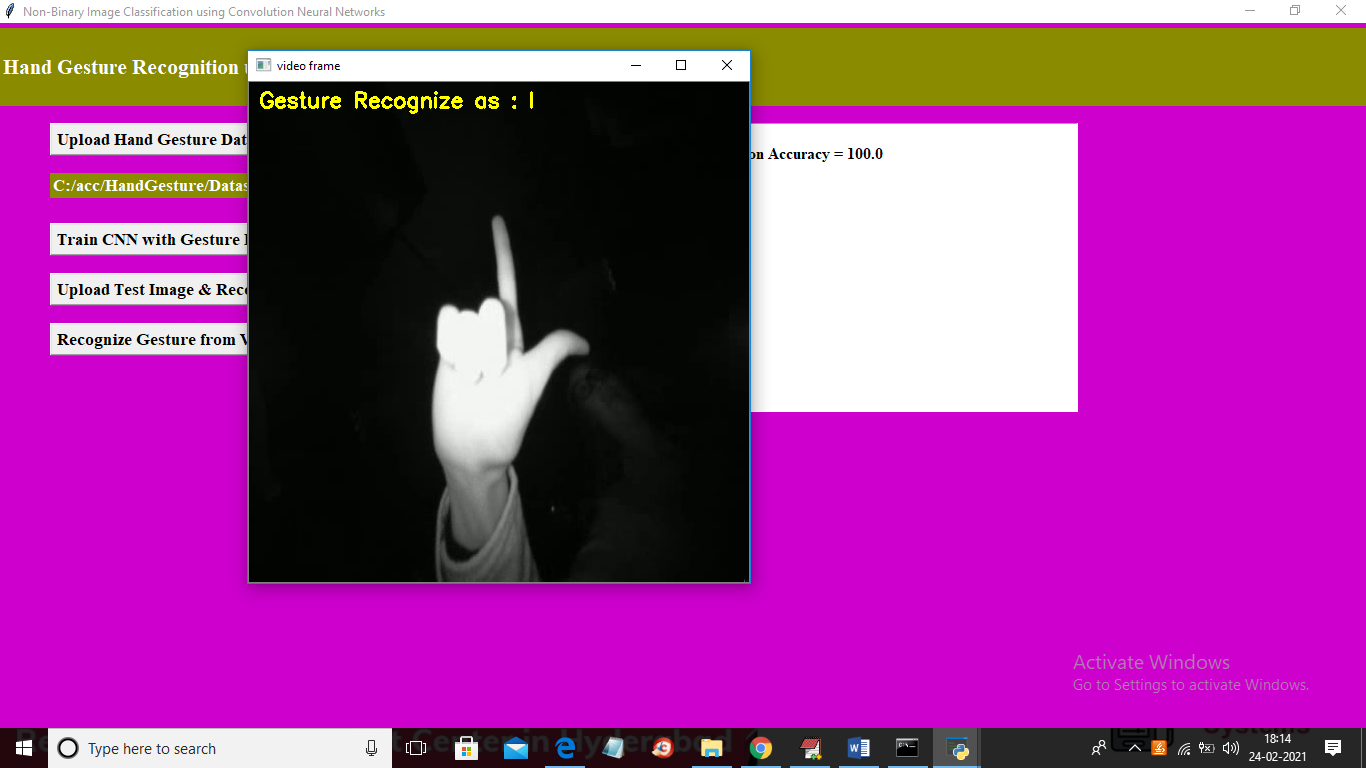 Non-Binary Image Classification using Convolution Neural Networks
Hand Gesture Recognition
video frame
Gesture Recognize as : l
Upload Hand Gesture Dat
on Accuracy = 100.0
C:/acc/HandGesture/Datas
Train CNN with Gesture
Upload Test Image & Reco
Recognize Gesture from V
Activate Windows
Go to Settings to activate Windows.
Type here to search
18:14
24-02-2021